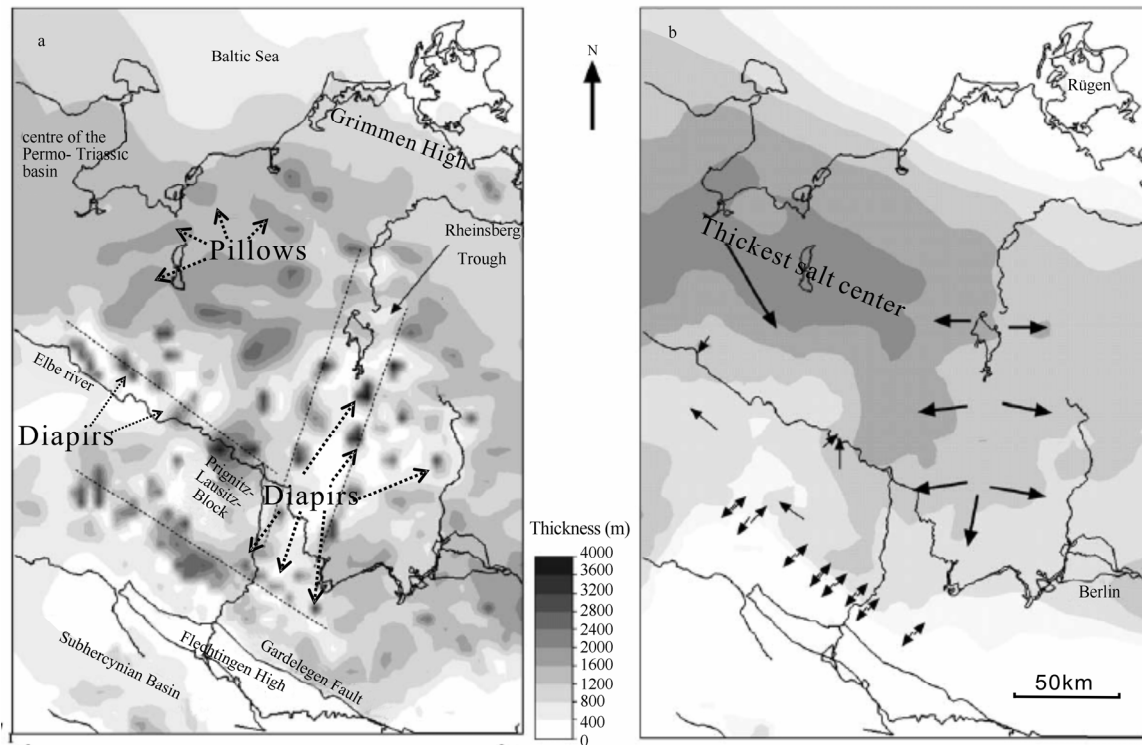 a
Baltic Sea
centre of the
Permo- Triassic
basin
Grimmen High
Rheinsberg
Trough
Pillows
Elbe river
Diapirs
Prignitz-
Lausitz-
Block
Diapirs
Subhercynian Basin
Flechtingen High
Gardelegen Fault
N
Thickness (m)
4000
3600
3200
2800
2400
2000
1600
1200
800
400
0
b
Rügen
Thickest salt center
Berlin
50km